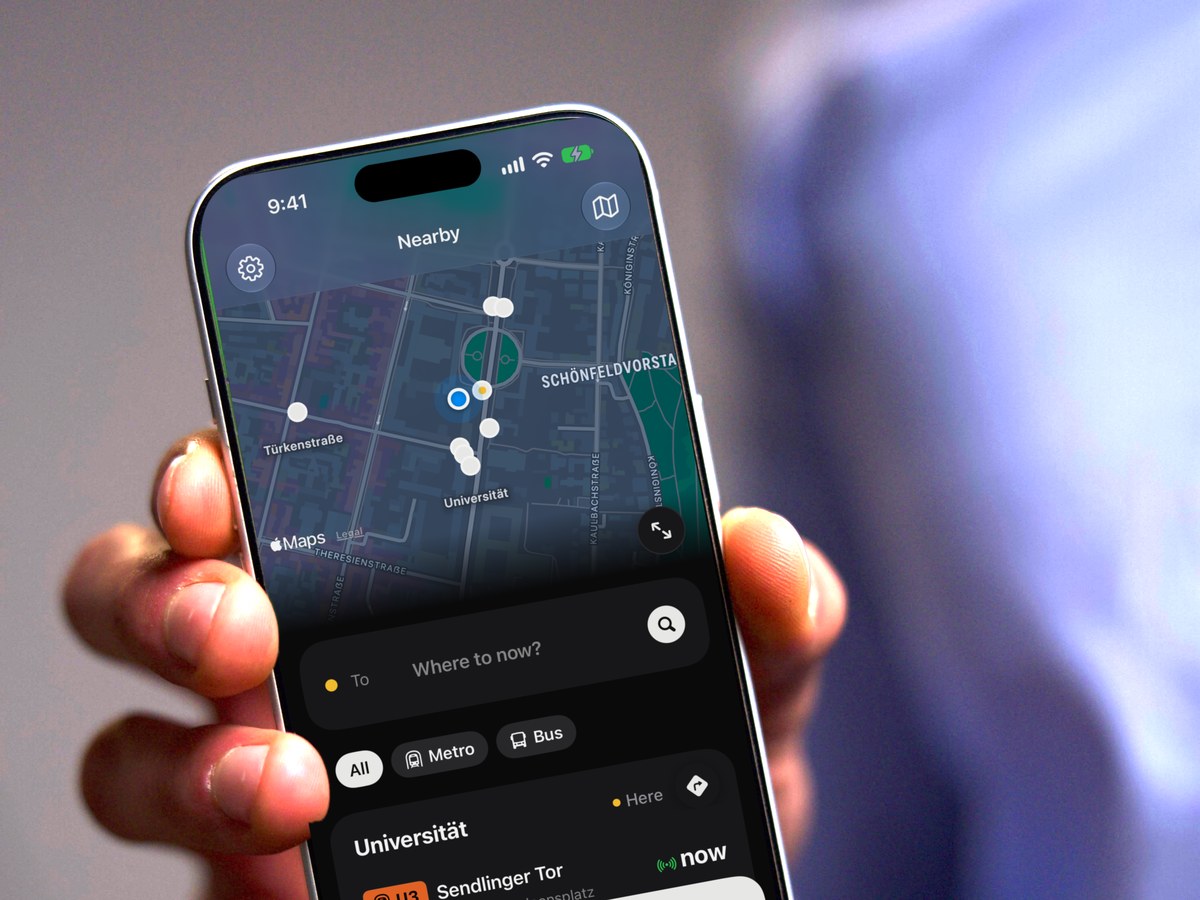 9:41
Nearby
KÖNIGINSTR
SCHÖNFELDVORSTA
Türkenstraße
Universität
KAULBACHSTRAßE
KÖNIGINST
Maps Legal
THERESIENSTRAßE
To Where to now?
All Metro Bus
Here
Universität
U3 Sendlinger Tor now